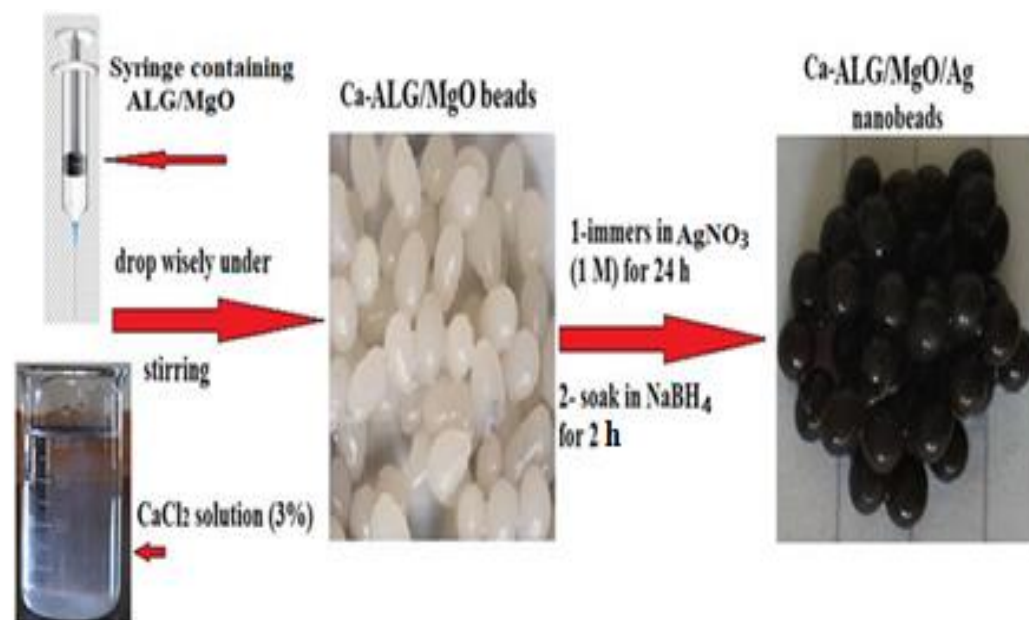 Syringe containing
ALG/MgO
drop wisely under
stirring
CaCl₂ solution (3%)
Ca-ALG/MgO beads
1-immers in AgNO₃
(1 M) for 24 h
2- soak in NaBH₄
for 2 h
Ca-ALG/MgO/Ag
nanobeads